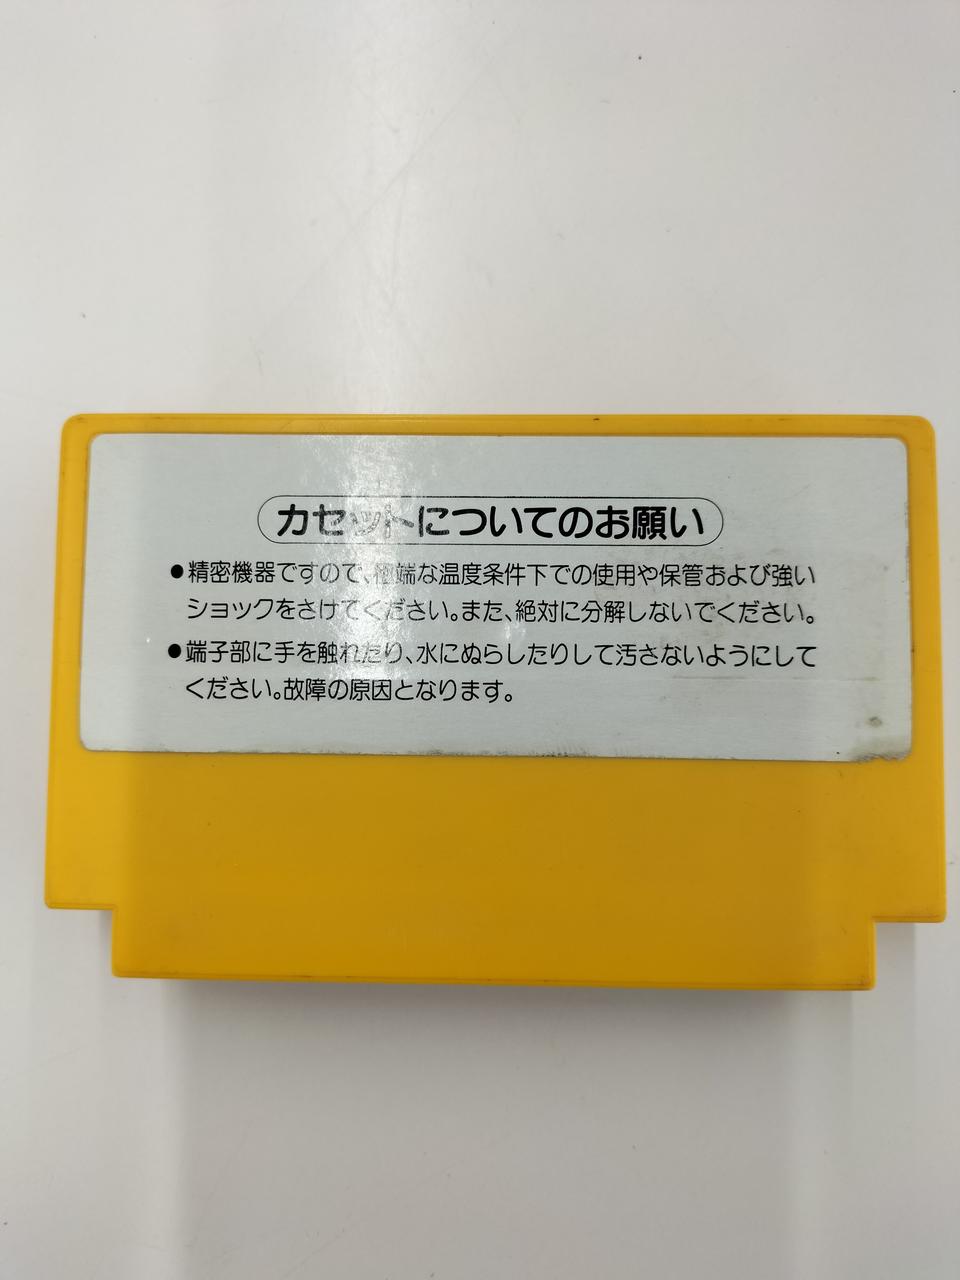 カセットについてのお願い
●精密機器ですので、極端な温度条件下での使用や保管および強い
ショックをさけてください。また、絶対に分解しないでください。
●端子部に手を触れたり、水にぬらしたりして汚さないようにして
ください。故障の原因となります。